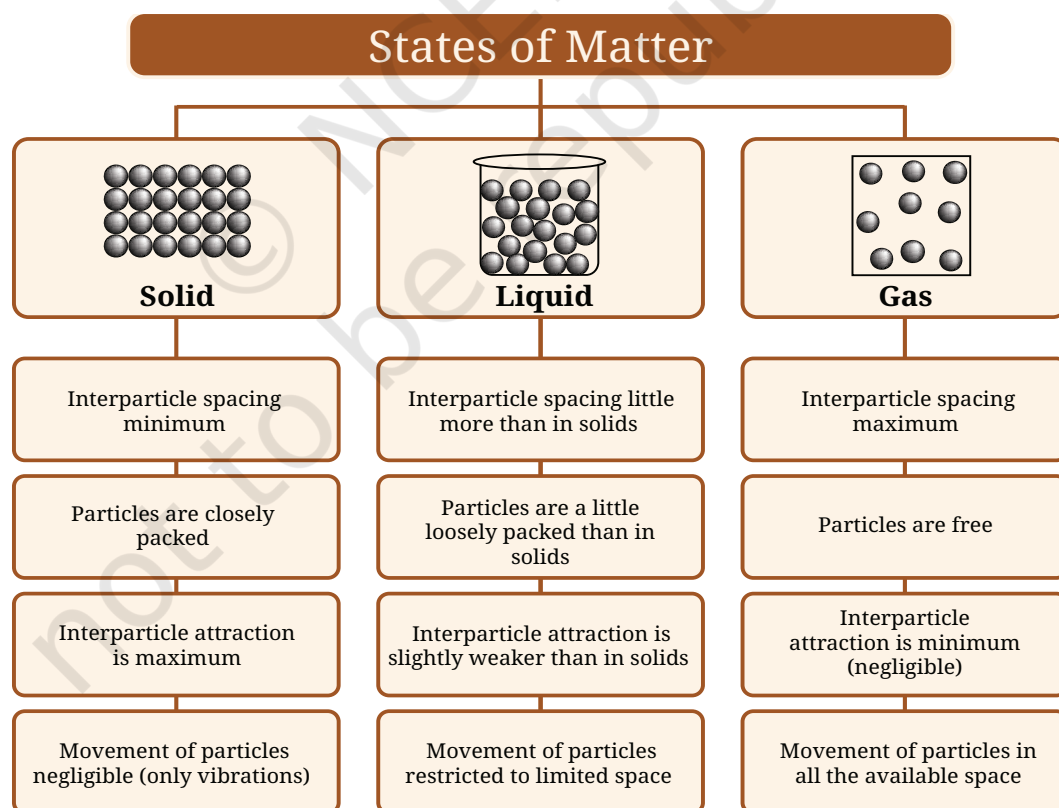 States of Matter
Solid
Liquid
Gas
Interparticle spacing
minimum
Interparticle spacing little
more than in solids
Interparticle spacing
maximum
Particles are closely
packed
Particles are a little
loosely packed than in
solids
Particles are free
Interparticle attraction
is maximum
Interparticle attraction is
slightly weaker than in solids
Interparticle
attraction is minimum
(negligible)
Movement of particles
negligible (only vibrations)
Movement of particles
restricted to limited space
Movement of particles in
all the available space
©
not to be